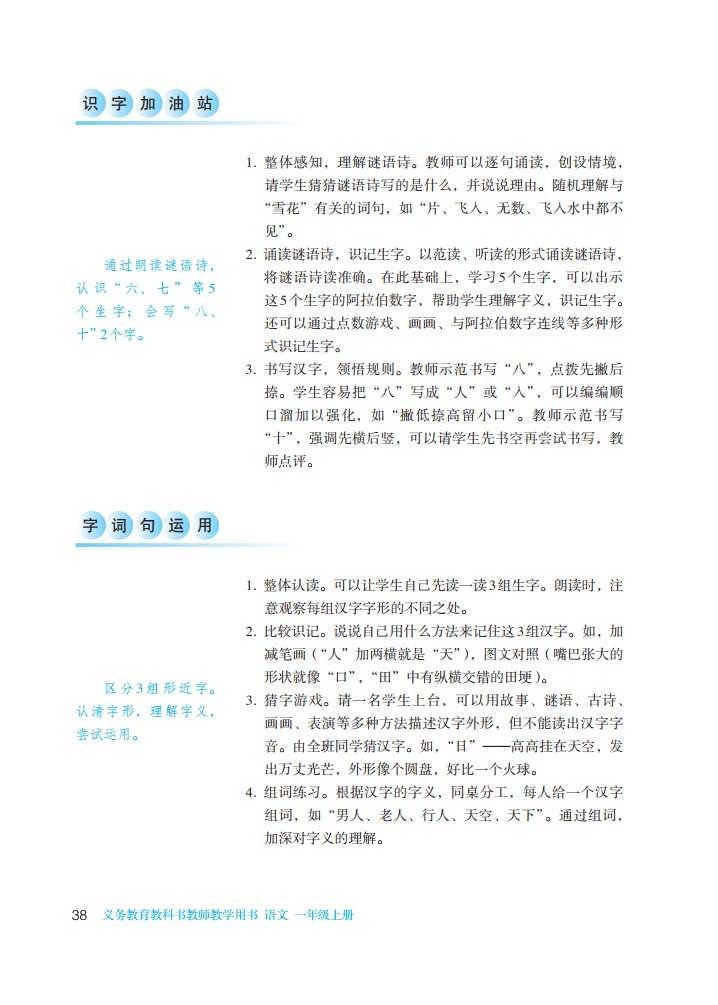 识字加油站
通过朗读谜语诗，
认识“六、七”等5
个生字；会写“八、
十”2个字。
1. 整体感知，理解谜语诗。教师可以逐句诵读，创设情境，
请学生猜猜谜语诗写的是什么，并说说理由。随机理解与
“雪花”有关的词句，如“片、飞入、无数、飞入水中都不
见”。
2. 诵读谜语诗，识记生字。以范读、听读的形式诵读谜语诗，
将谜语诗读准确。在此基础上，学习5个生字，可以出示
这5个生字的阿拉伯数字，帮助学生理解字义，识记生字。
还可以通过点数游戏、画画、与阿拉伯数字连线等多种形
式识记生字。
3. 书写汉字，领悟规则。教师示范书写“八”，点拨先撇后
捺。学生容易把“八”写成“人”或“入”，可以编编顺
口溜加以强化，如“撇低捺高留小口”。教师示范书写
“十”，强调先横后竖，可以请学生先书空再尝试书写，教
师点评。
字词句运用
区分3组形近字。
认清字形，理解字义，
尝试运用。
1. 整体认读。可以让学生自己先读一读3组生字。朗读时，注
意观察每组汉字字形的不同之处。
2. 比较识记。说说自己用什么方法来记住这3组汉字。如，加
减笔画（“人”加两横就是“天”），图文对照（嘴巴张大的
形状就像“口”，“田”中有纵横交错的田埂）。
3. 猜字游戏。请一名学生上台，可以用故事、谜语、古诗、
画画、表演等多种方法描述汉字外形，但不能读出汉字字
音。由全班同学猜汉字。如，“日”——高高挂在天空，发
出万丈光芒，外形像个圆盘，好比一个火球。
4. 组词练习。根据汉字的字义，同桌分工，每人给一个汉字
组词，如“男人、老人、行人、天空、天下”。通过组词，
加深对字义的理解。
38 义务教育教科书教师教学用书 语文 一年级上册